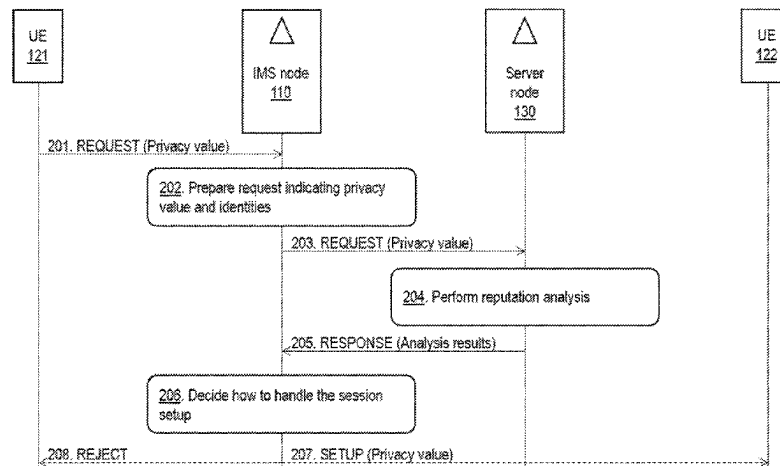 UE
121
IMS node
110
Server
node
130
UE
122
201. REQUEST (Privacy value)
202. Prepare request indicating privacy
value and identities
203. REQUEST (Privacy value)
204. Perform reputation analysis
205. RESPONSE (Analysis results)
206. Decide how to handle the session
setup
208. REJECT
207. SETUP (Privacy value)